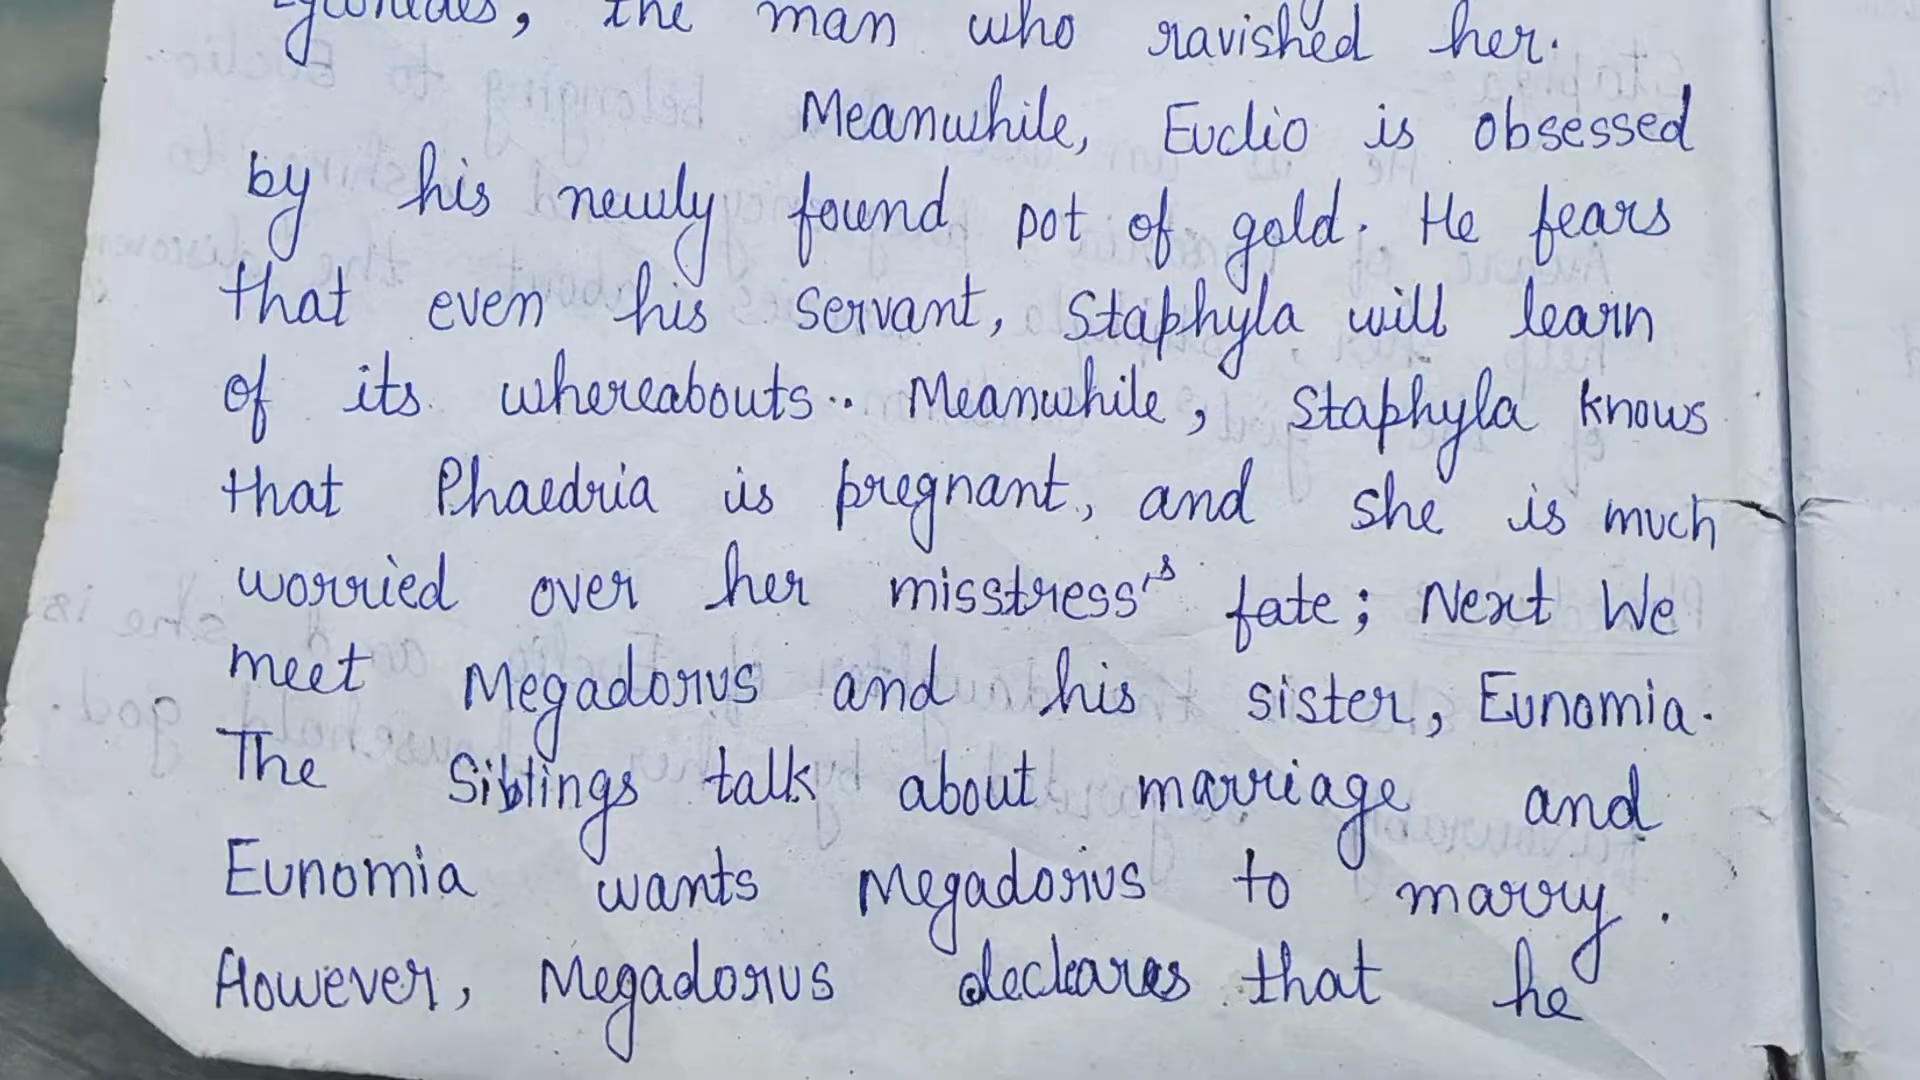 Lyconides, the man who ravished her.
Meanwhile, Euclio is obsessed
by his newly found pot of gold. He fears
that even his servant, Staphyla will learn
of its whereabouts.. Meanwhile, Staphyla knows
that Phaedria is pregnant, and she is much
worried over her misstress's fate; Next We
meet Megadorus and his sister, Eunomia.
The Siblings talk about marriage and
Eunomia wants Megadorius to marry.
However, Megadorus declares that he